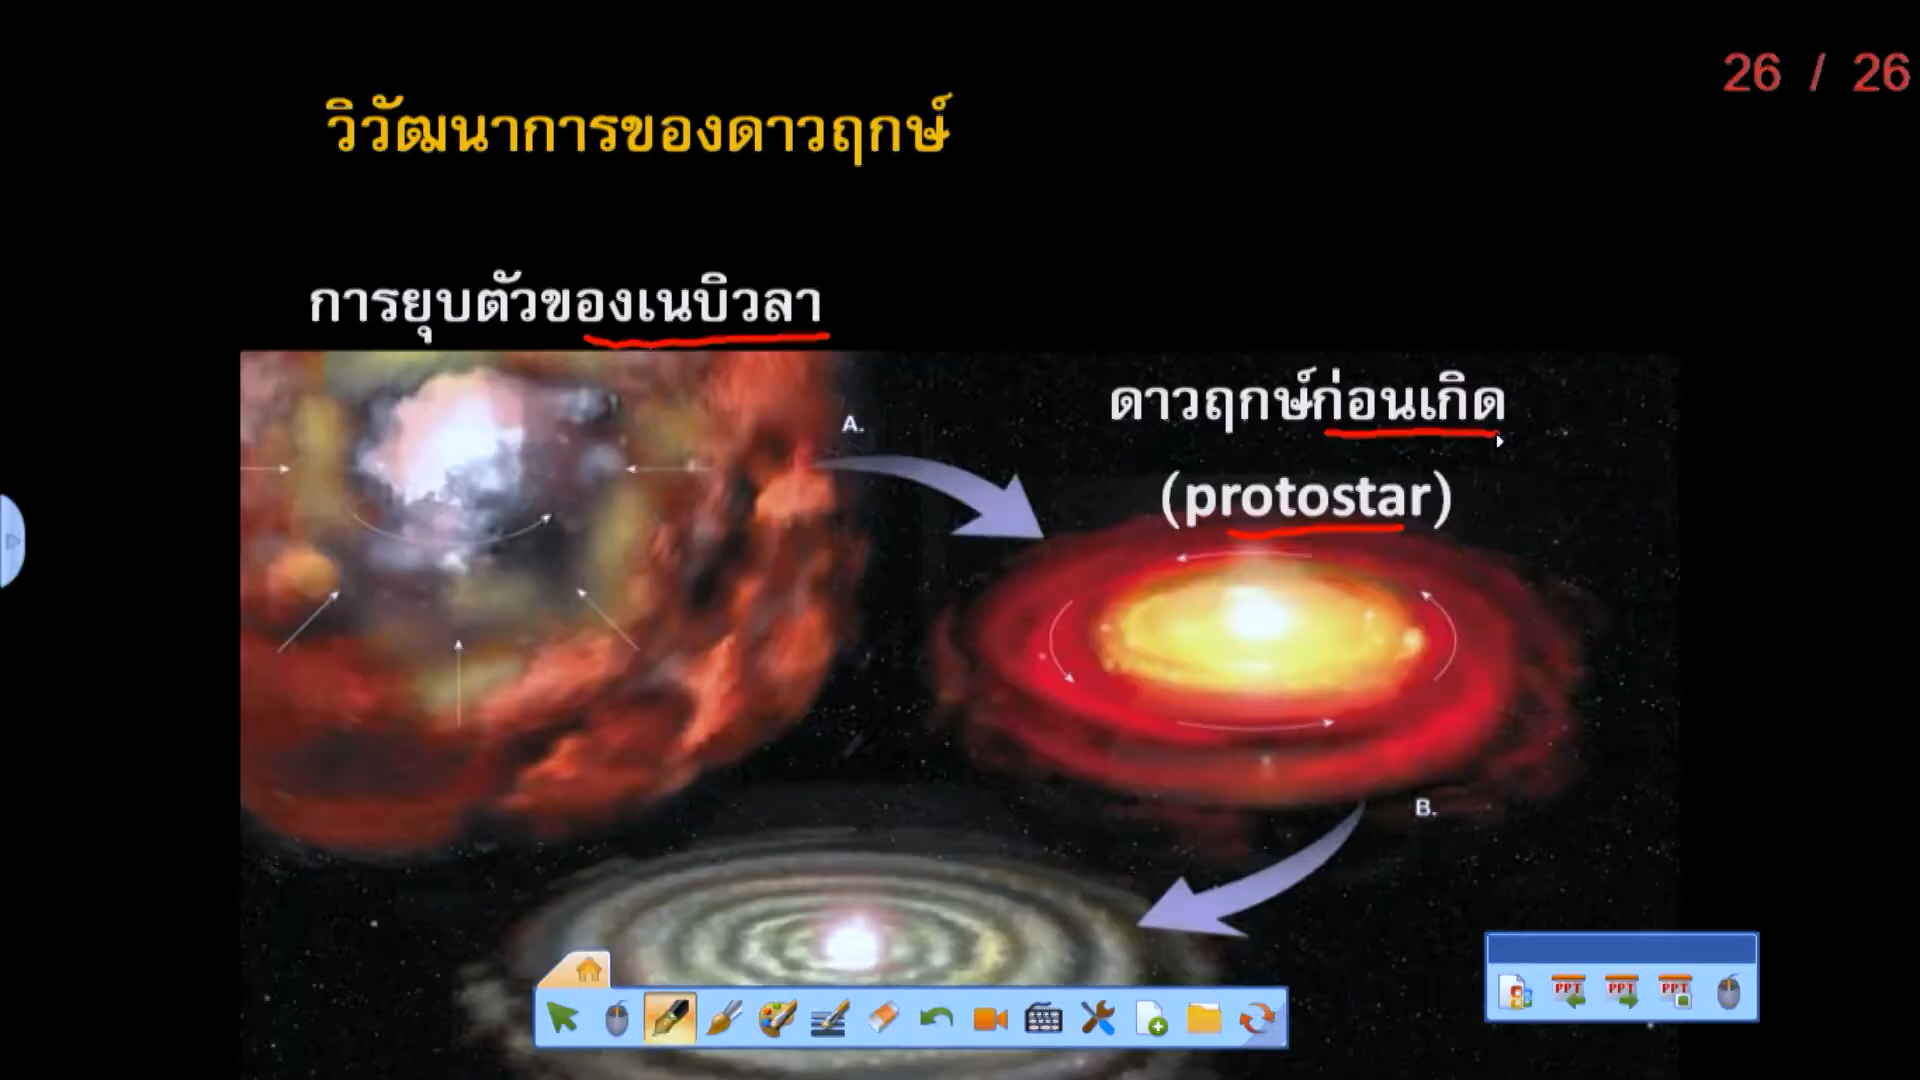 26 / 26
วิวัฒนาการของดาวฤกษ์
การยุบตัวของเนบิวลา
ดาวฤกษ์ก่อนเกิด
(protostar)
A.
B.
PPT PPT PPT